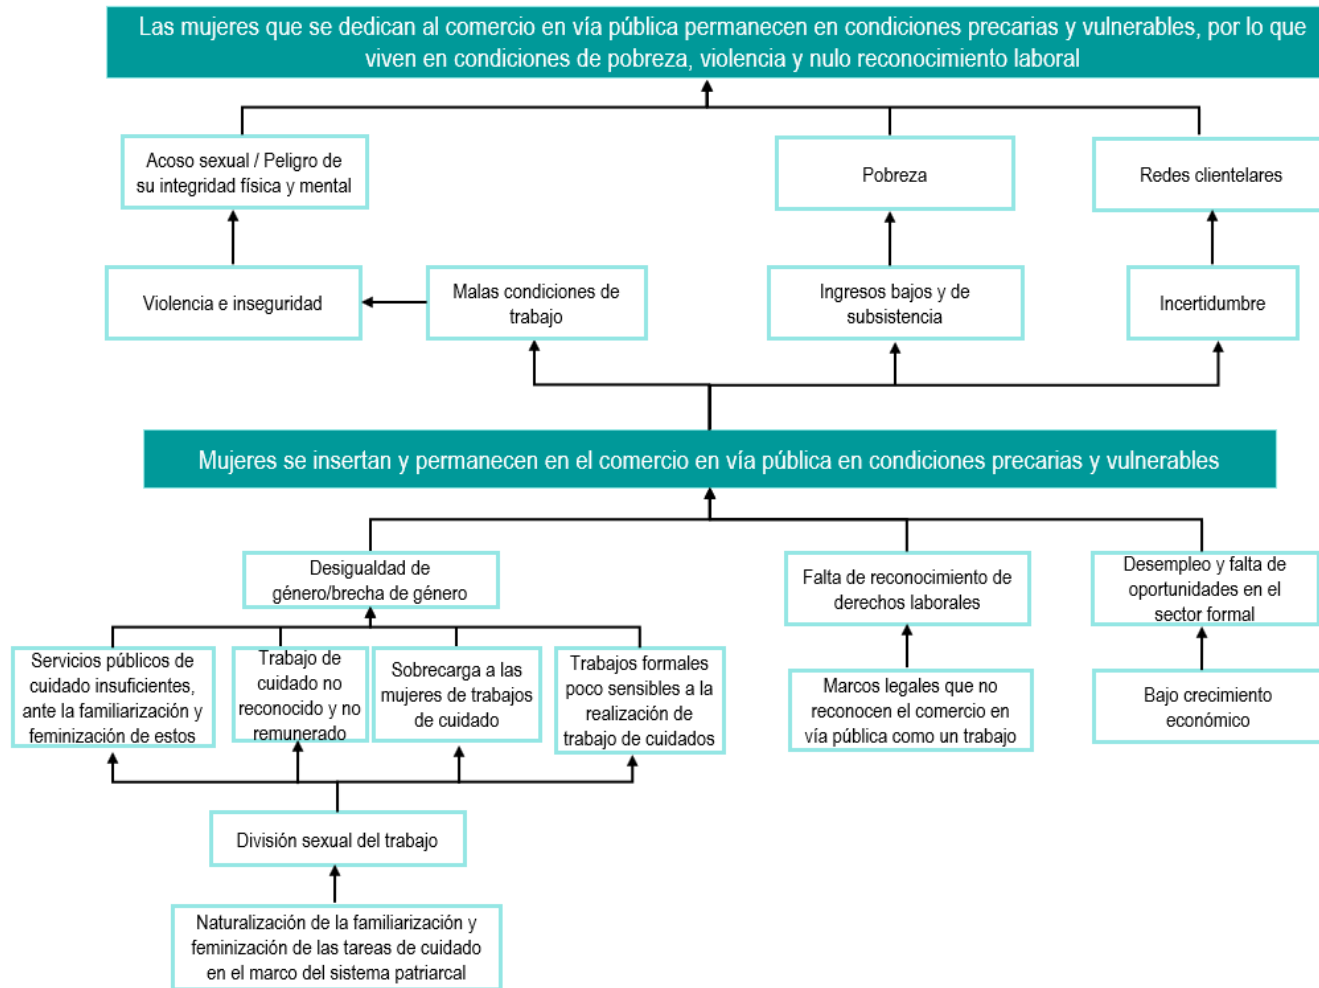 Las mujeres que se dedican al comercio en vía pública permanecen en condiciones precarias y vulnerables, por lo que
viven en condiciones de pobreza, violencia y nulo reconocimiento laboral
Acoso sexual / Peligro de
su integridad física y mental
Pobreza
Redes clientelares
Violencia e inseguridad
Malas condiciones de
trabajo
Ingresos bajos y de
subsistencia
Incertidumbre
Mujeres se insertan y permanecen en el comercio en vía pública en condiciones precarias y vulnerables
Desigualdad de
género/brecha de género
Falta de reconocimiento de
derechos laborales
Desempleo y falta de
oportunidades en el
sector formal
Servicios públicos de
cuidado insuficientes,
ante la familiarización y
feminización de estos
Trabajo de
cuidado no
reconocido y no
remunerado
Sobrecarga a las
mujeres de trabajos
de cuidado
Trabajos formales
poco sensibles a la
realización de
trabajo de cuidados
Marcos legales que no
reconocen el comercio en
vía pública como un trabajo
Bajo crecimiento
económico
División sexual del trabajo
Naturalización de la familiarización y
feminización de las tareas de cuidado
en el marco del sistema patriarcal